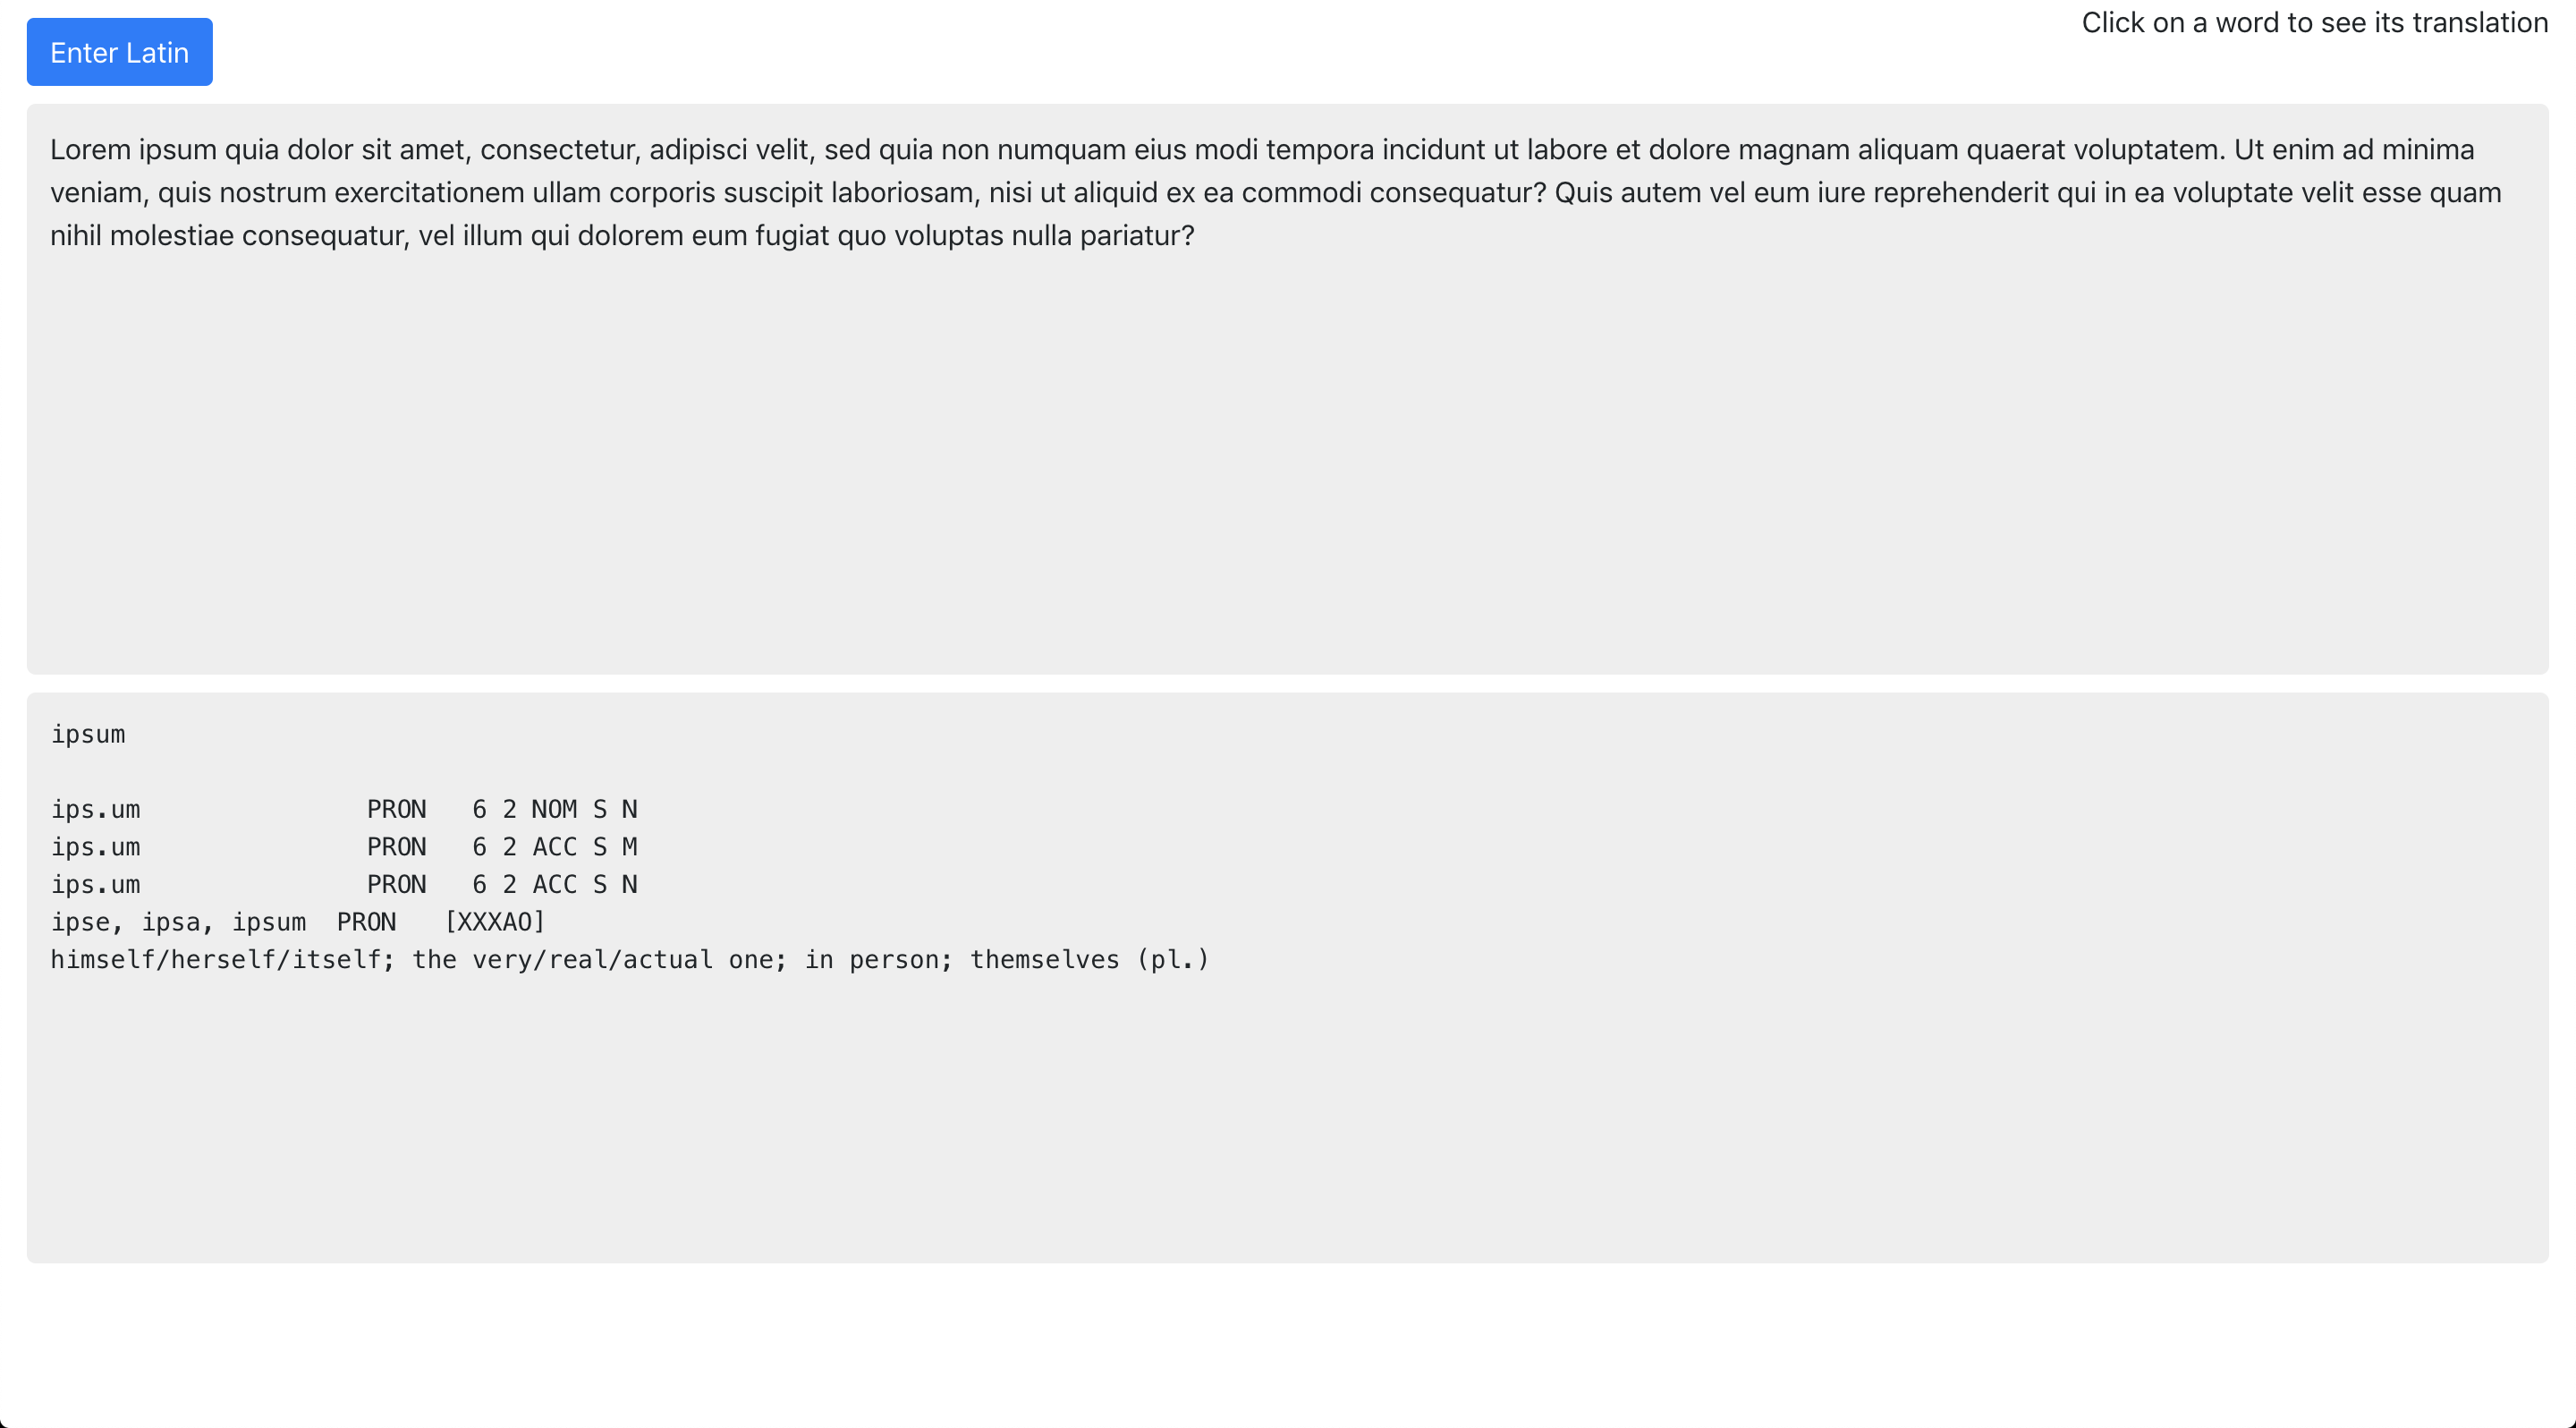 Enter Latin
Click on a word to see its translation
Lorem ipsum quia dolor sit amet, consectetur, adipisci velit, sed quia non numquam eius modi tempora incidunt ut labore et dolore magnam aliquam quaerat voluptatem. Ut enim ad minima
veniam, quis nostrum exercitationem ullam corporis suscipit laboriosam, nisi ut aliquid ex ea commodi consequatur? Quis autem vel eum iure reprehenderit qui in ea voluptate velit esse quam
nihil molestiae consequatur, vel illum qui dolorem eum fugiat quo voluptas nulla pariatur?
ipsum
ips.um               PRON   6 2 NOM S N
ips.um               PRON   6 2 ACC S M
ips.um               PRON   6 2 ACC S N
ipse, ipsa, ipsum  PRON   [XXXAO]
himself/herself/itself; the very/real/actual one; in person; themselves (pl.)